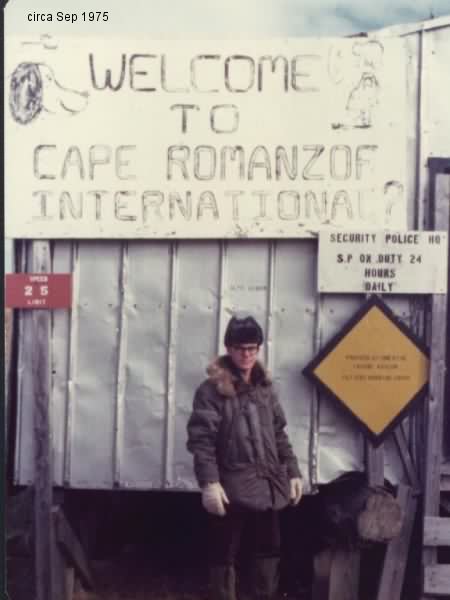 circa Sep 1975
WELCOME
TO
CAPE ROMANZOF
INTERNATIONAL?
SECURITY POLICE HQ
S.P ON DUTY 24
HOURS
DAILY
SPEED
25
LIMIT